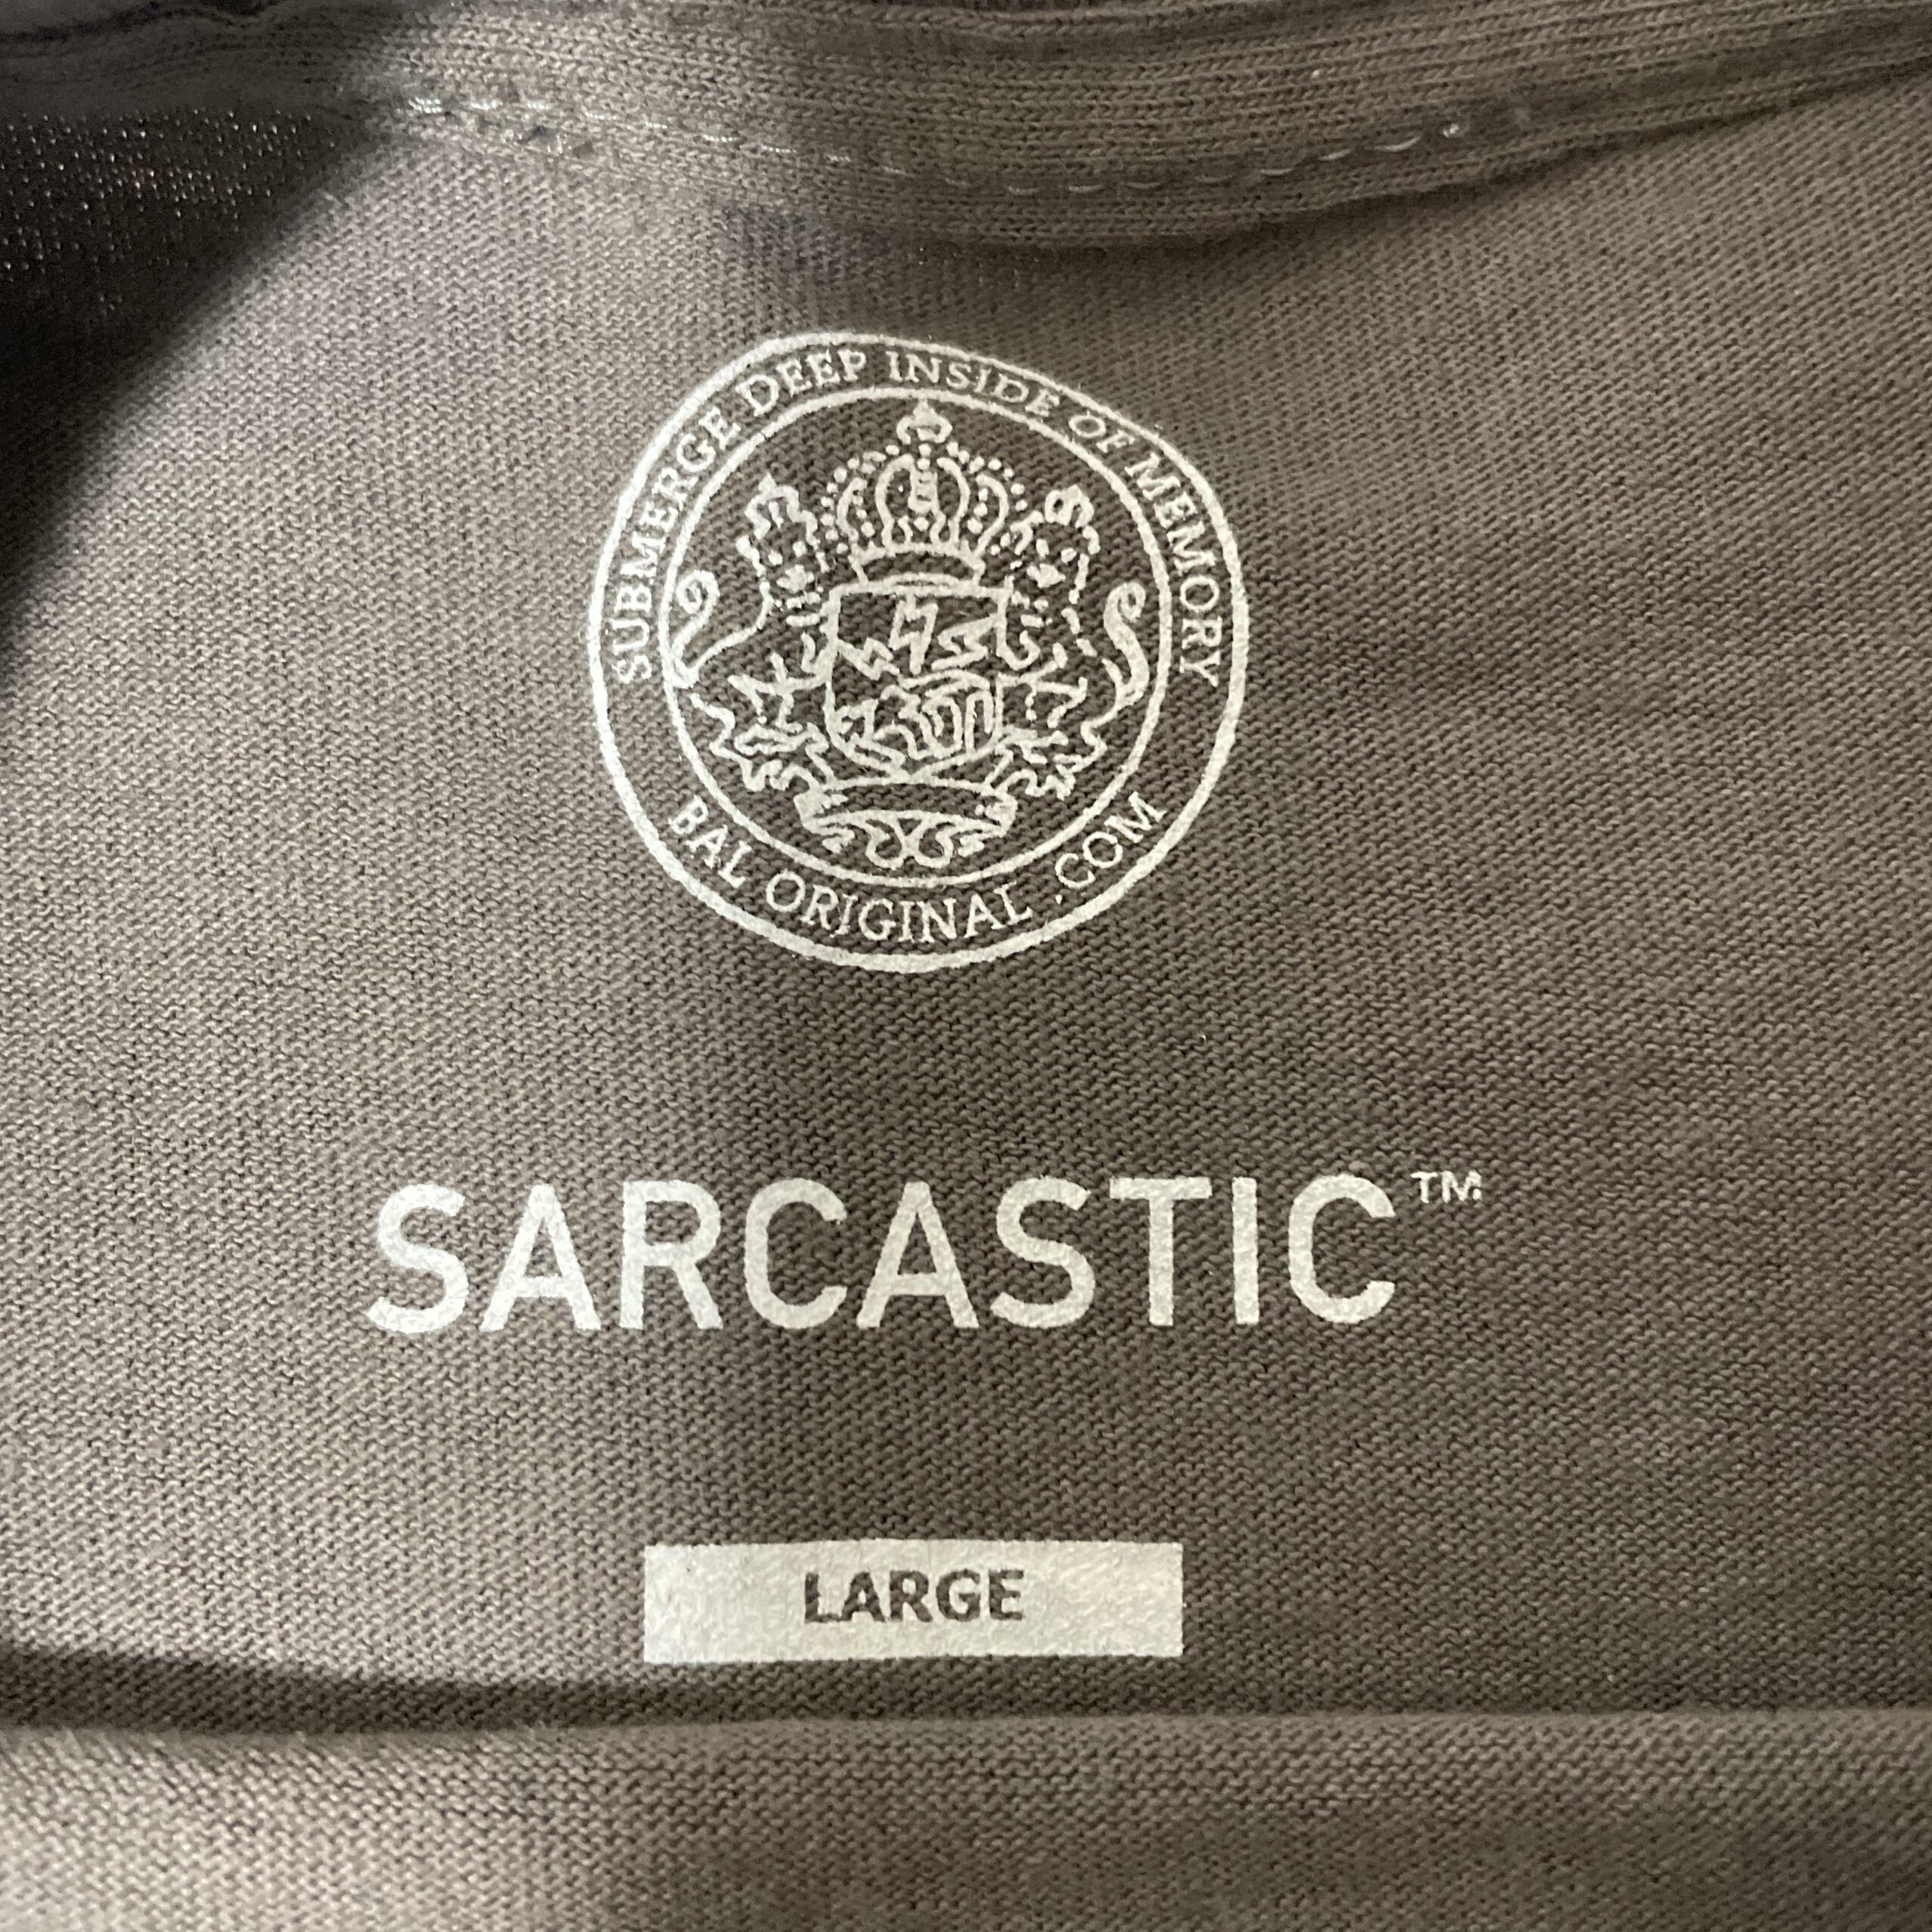 SUBMERGE DEEP INSIDE OF MEMORY
BAL ORIGINAL .COM
SARCASTIC™
LARGE